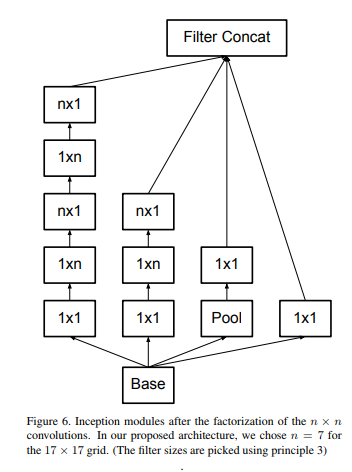 Filter Concat
nx1
1xn
nx1 nx1
1xn 1xn 1x1
1x1 1x1 Pool 1x1
Base
Figure 6. Inception modules after the factorization of the n × n
convolutions. In our proposed architecture, we chose n = 7 for
the 17 × 17 grid. (The filter sizes are picked using principle 3)